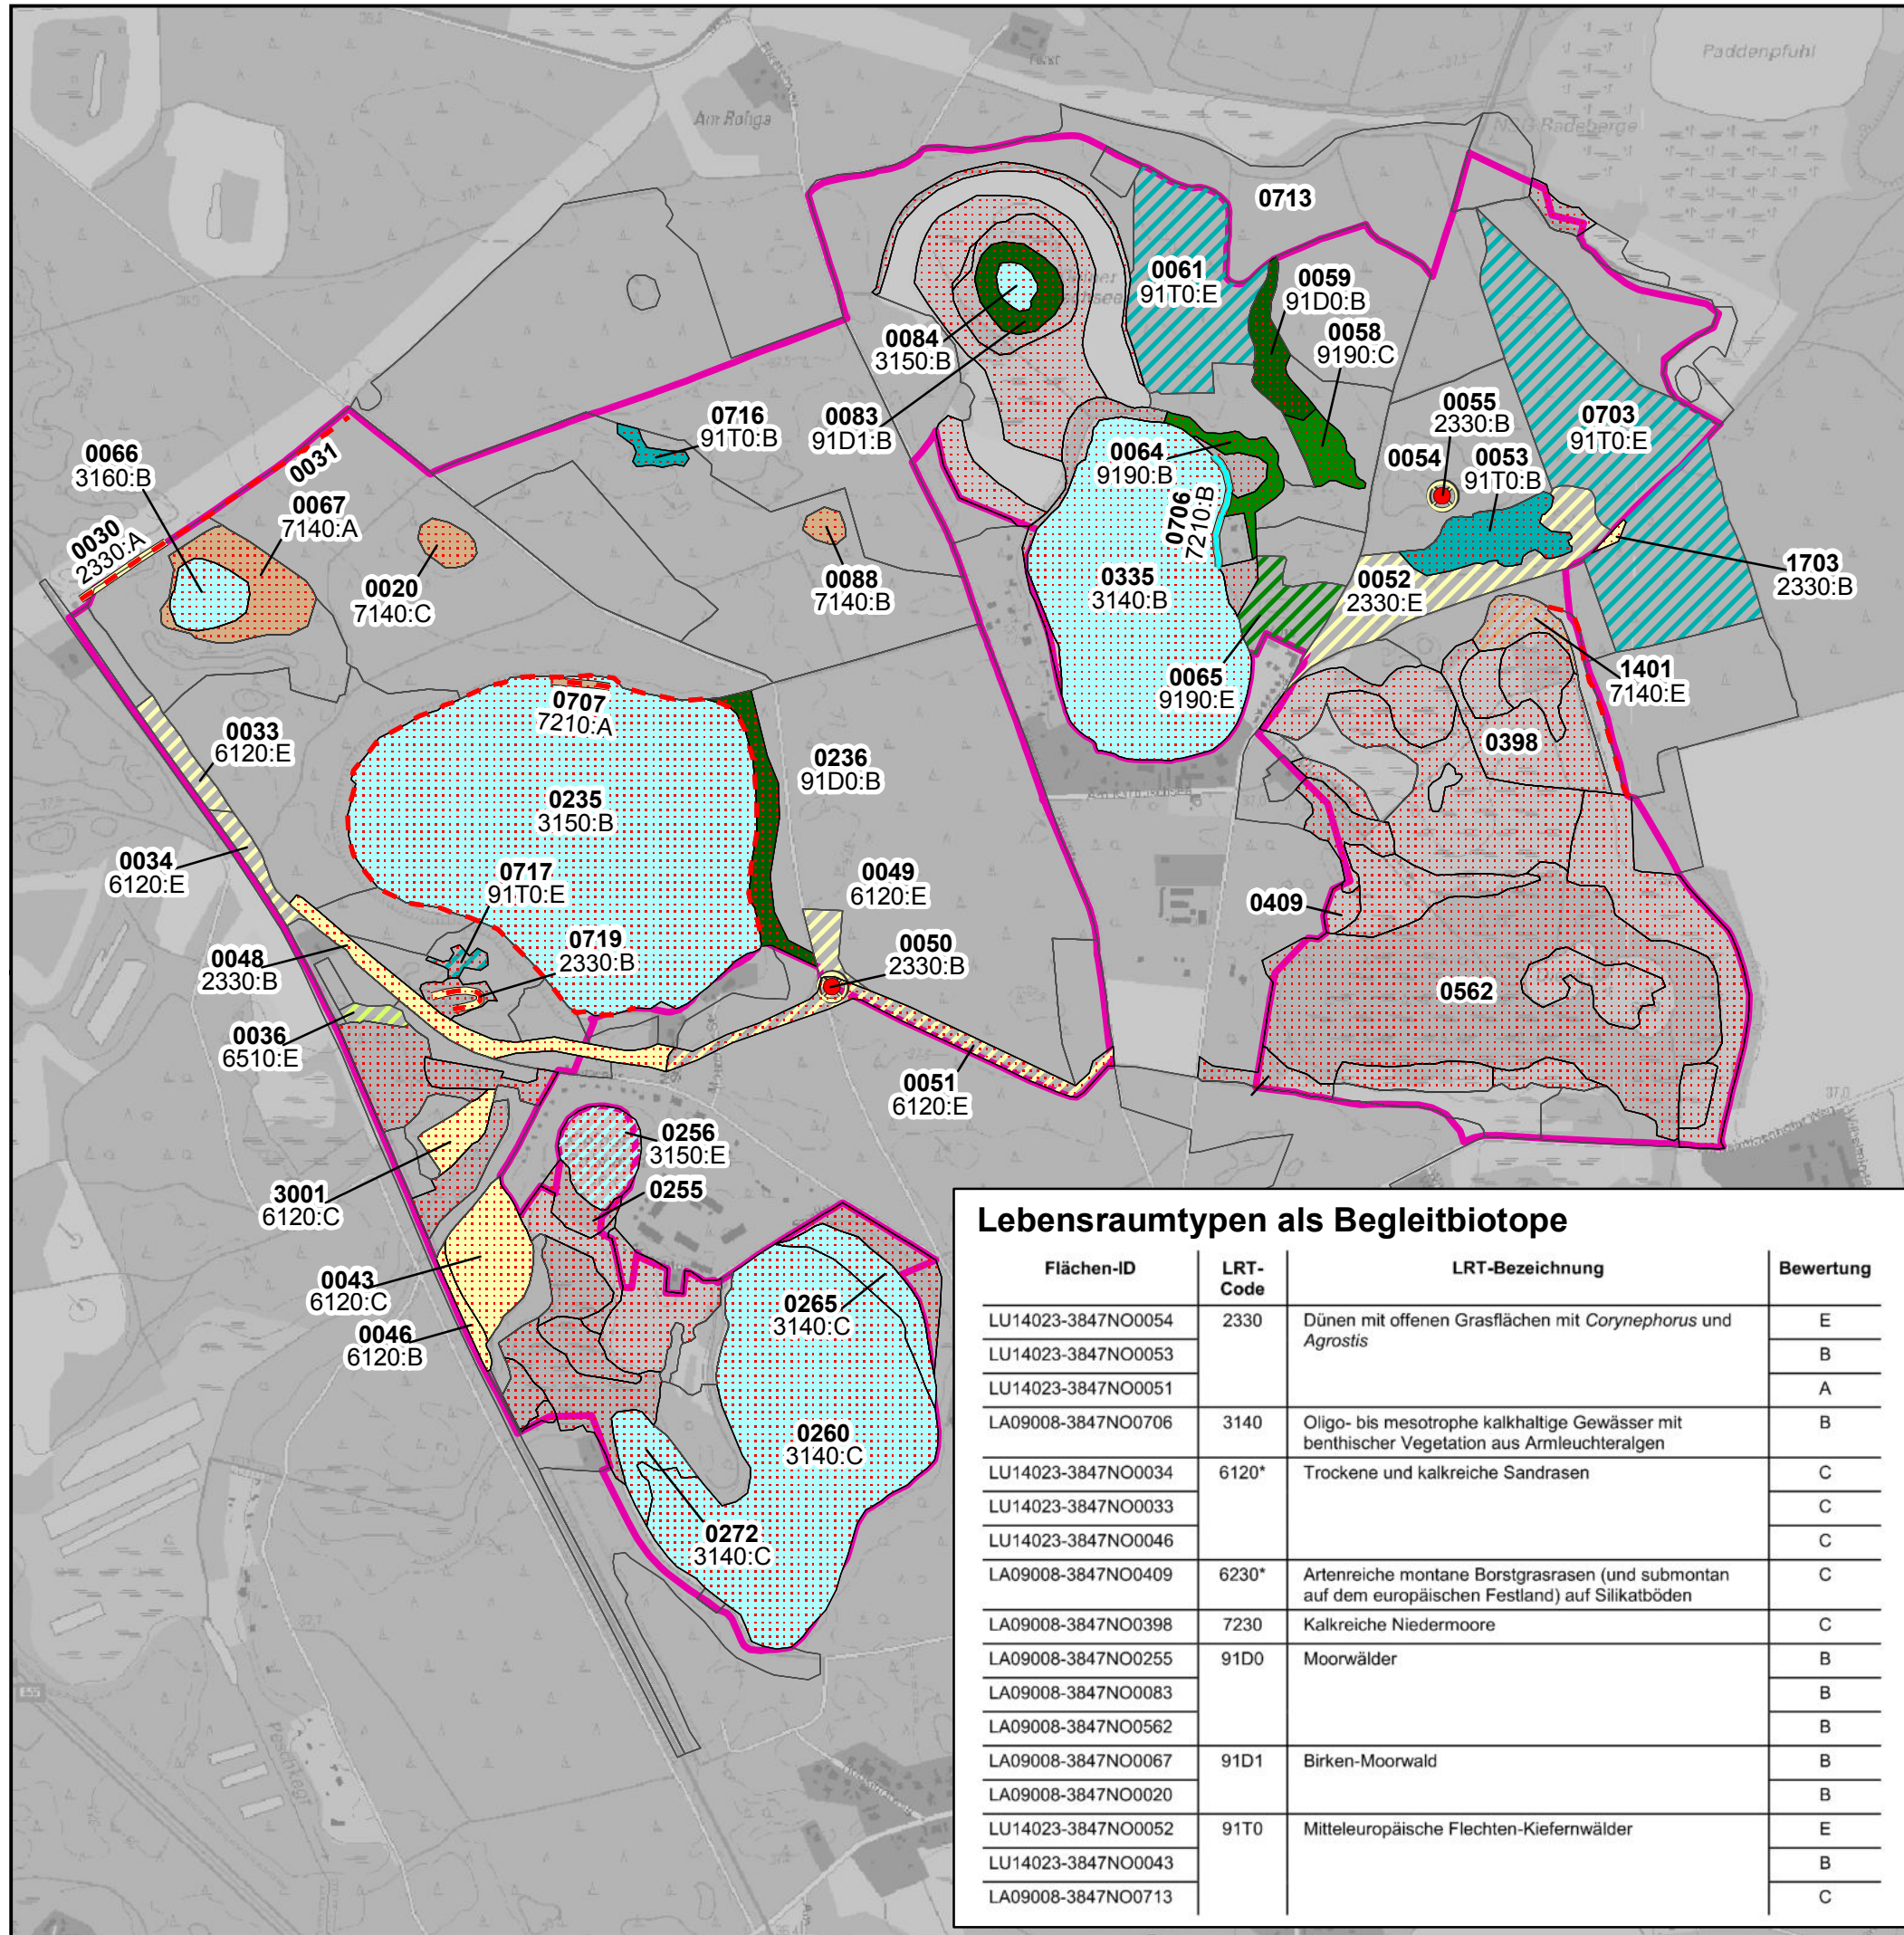 Paddenpfuhl
Forst
Am Rohga
NSG Radeberge
0713
0061
91T0:E
0059
91D0:B
0058
9190:C
0084
3150:B
0083
91D1:B
0716
91T0:B
0055
2330:B
0703
91T0:E
0054
0053
91T0:B
0064
9190:B
0706
7210:B
0066
3160:B
0031
0067
7140:A
0030
2330:A
0020
7140:C
0088
7140:B
0335
3140:B
0052
2330:E
1703
2330:B
0065
9190:E
1401
7140:E
0707
7210:A
0033
6120:E
0236
91D0:B
0398
0235
3150:B
0034
6120:E
0717
91T0:E
0049
6120:E
0409
0048
2330:B
0719
2330:B
0050
2330:B
0562
0036
6510:E
0051
6120:E
37,0
0256
3150:E
0255
3001
6120:C
0043
6120:C
0265
3140:C
0046
6120:B
0260
3140:C
0272
3140:C
37,7
E55
Lebensraumtypen als Begleitbiotope
Flächen-ID LRT-Code LRT-Bezeichnung Bewertung
LU14023-3847NO0054 2330 Dünen mit offenen Grasflächen mit Corynephorus und E
Agrostis
LU14023-3847NO0053 B
LU14023-3847NO0051 A
LA09008-3847NO0706 3140 Oligo- bis mesotrophe kalkhaltige Gewässer mit B
benthischer Vegetation aus Armleuchteralgen
LU14023-3847NO0034 6120* Trockene und kalkreiche Sandrasen C
LU14023-3847NO0033 C
LU14023-3847NO0046 C
LA09008-3847NO0409 6230* Artenreiche montane Borstgrasrasen (und submontan C
auf dem europäischen Festland) auf Silikatböden
LA09008-3847NO0398 7230 Kalkreiche Niedermoore C
LA09008-3847NO0255 91D0 Moorwälder B
LA09008-3847NO0083 B
LA09008-3847NO0562 B
LA09008-3847NO0067 91D1 Birken-Moorwald B
LA09008-3847NO0020 B
LU14023-3847NO0052 91T0 Mitteleuropäische Flechten-Kiefernwälder E
LU14023-3847NO0043 B
LA09008-3847NO0713 C